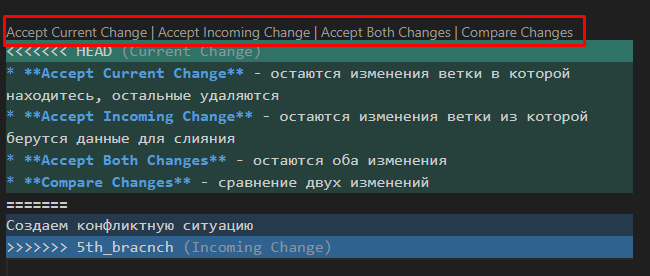 Accept Current Change | Accept Incoming Change | Accept Both Changes | Compare Changes
<<<<<<< HEAD (Current Change)
* **Accept Current Change** - остаются изменения ветки в которой
находитесь, остальные удаляются
* **Accept Incoming Change** - остаются изменения ветки из которой
берутся данные для слияния
* **Accept Both Changes** - остаются оба изменения
* **Compare Changes** - сравнение двух изменений
=======
Создаем конфликтную ситуацию
>>>>>>> 5th_bracnch (Incoming Change)